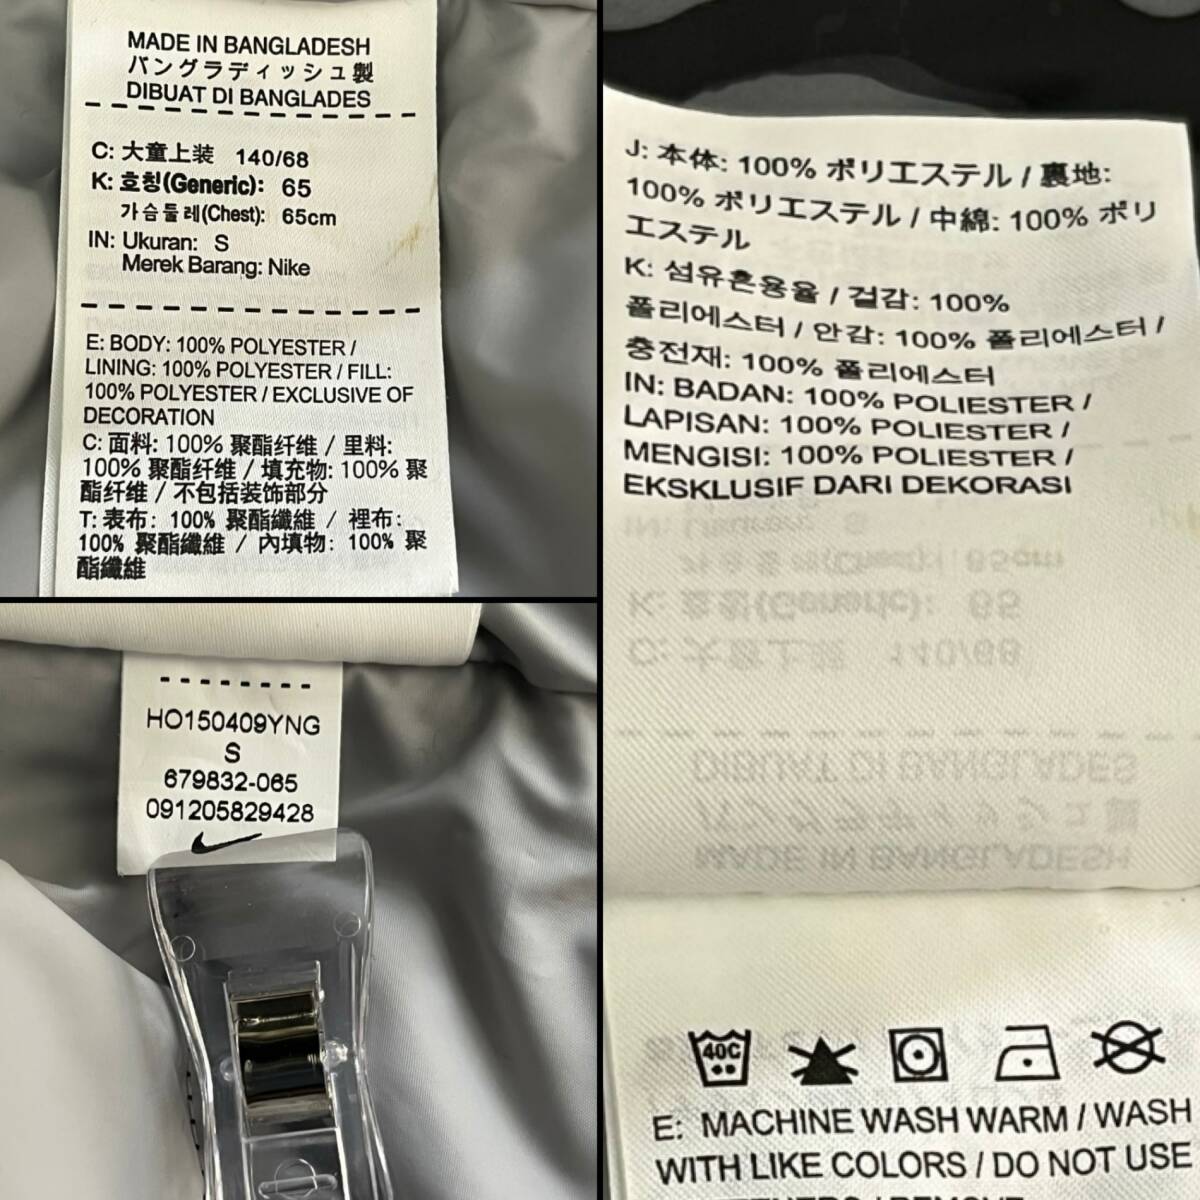 MADE IN BANGLADESH
バングラディッシュ製
DIBUAT DI BANGLADES
C: 大童上装 140/68
K: 호칭(Generic): 65
가슴둘레(Chest): 65cm
IN: Ukuran: S
Merek Barang: Nike
E: BODY: 100% POLYESTER /
LINING: 100% POLYESTER / FILL:
100% POLYESTER / EXCLUSIVE OF
DECORATION
C: 面料: 100% 聚酯纤维 / 里料:
100% 聚酯纤维 / 填充物: 100% 聚
酯纤维 / 不包括装饰部分
T: 表布: 100% 聚酯纖維 / 裡布:
100% 聚酯纖維 / 內填物: 100% 聚
酯纖維
HO150409YNG
S
679832-065
091205829428
J: 本体: 100% ポリエステル / 裏地:
100% ポリエステル / 中綿: 100% ポリ
エステル
K: 섬유혼용율 / 겉감: 100%
폴리에스터 / 안감: 100% 폴리에스터 /
충전재: 100% 폴리에스터
IN: BADAN: 100% POLIESTER /
LAPISAN: 100% POLIESTER /
MENGISI: 100% POLIESTER /
EKSKLUSIF DARI DEKORASI
40C
E: MACHINE WASH WARM / WASH
WITH LIKE COLORS / DO NOT USE